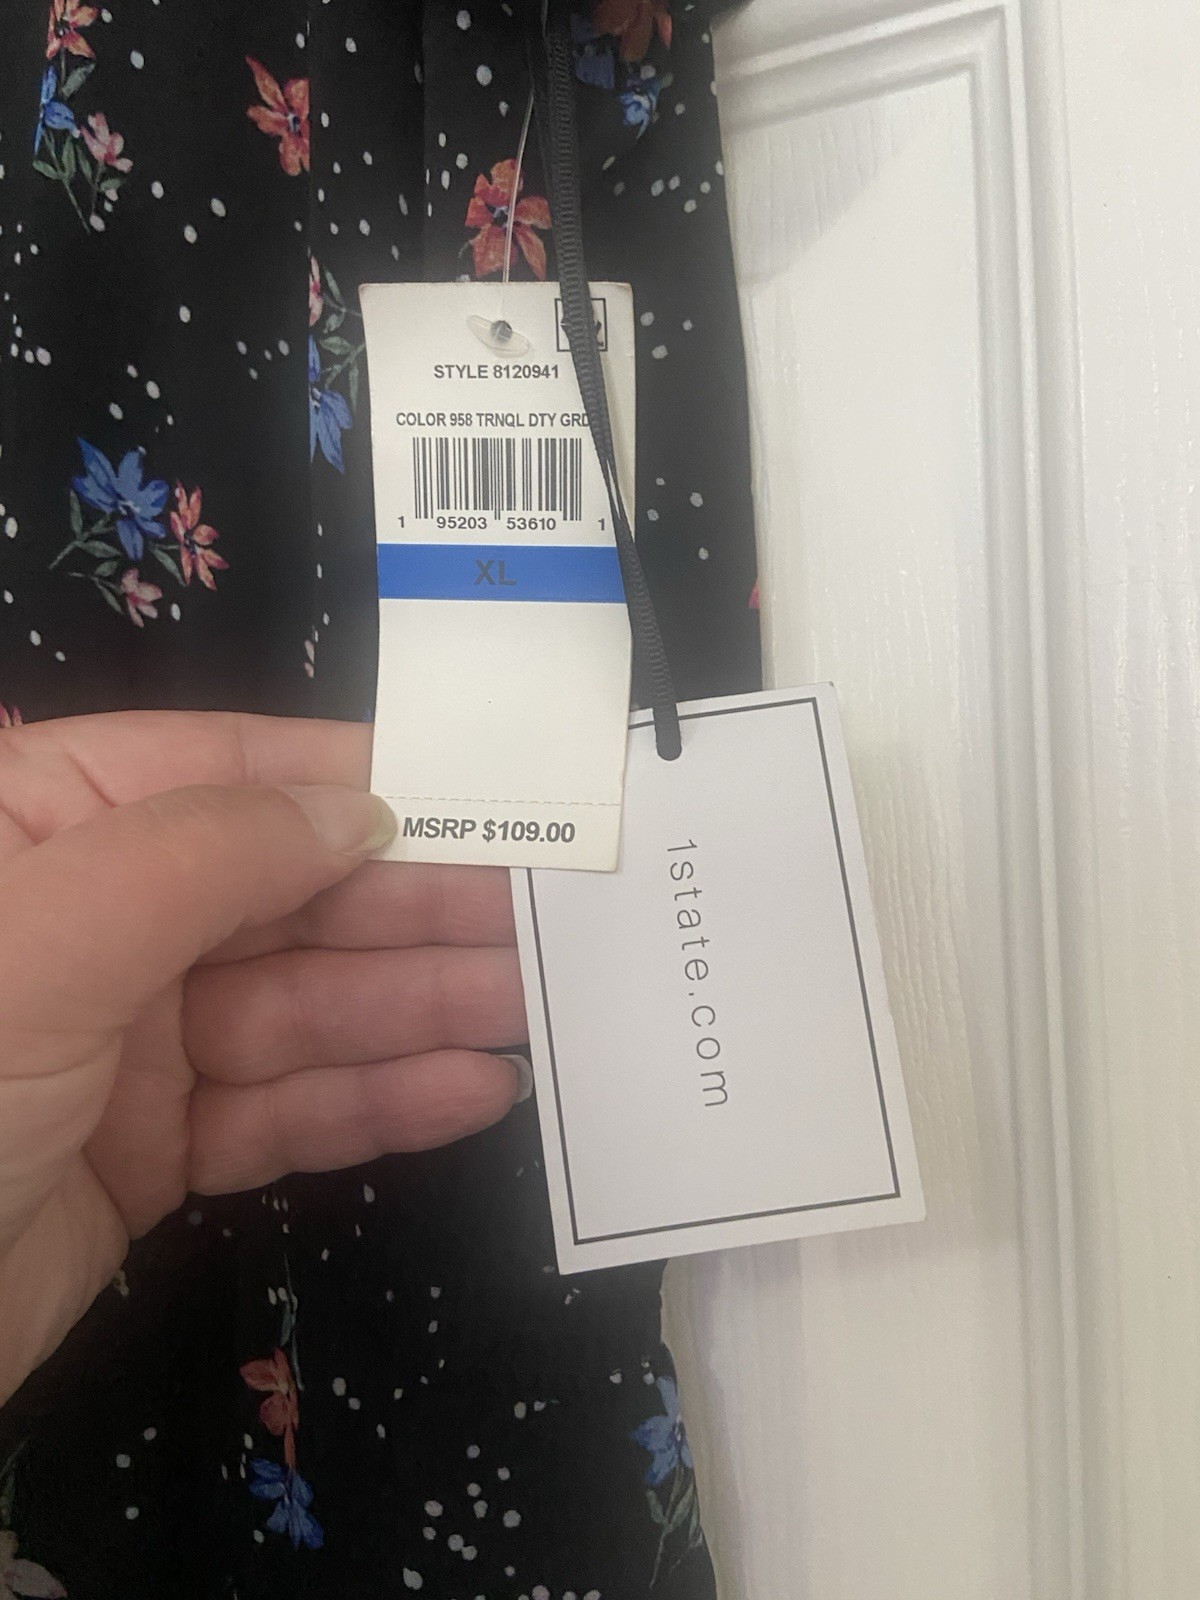 STYLE 8120941
COLOR 958 TRNQL DTY GRD
1 95203 53610 1
XL
MSRP $109.00
1state.com